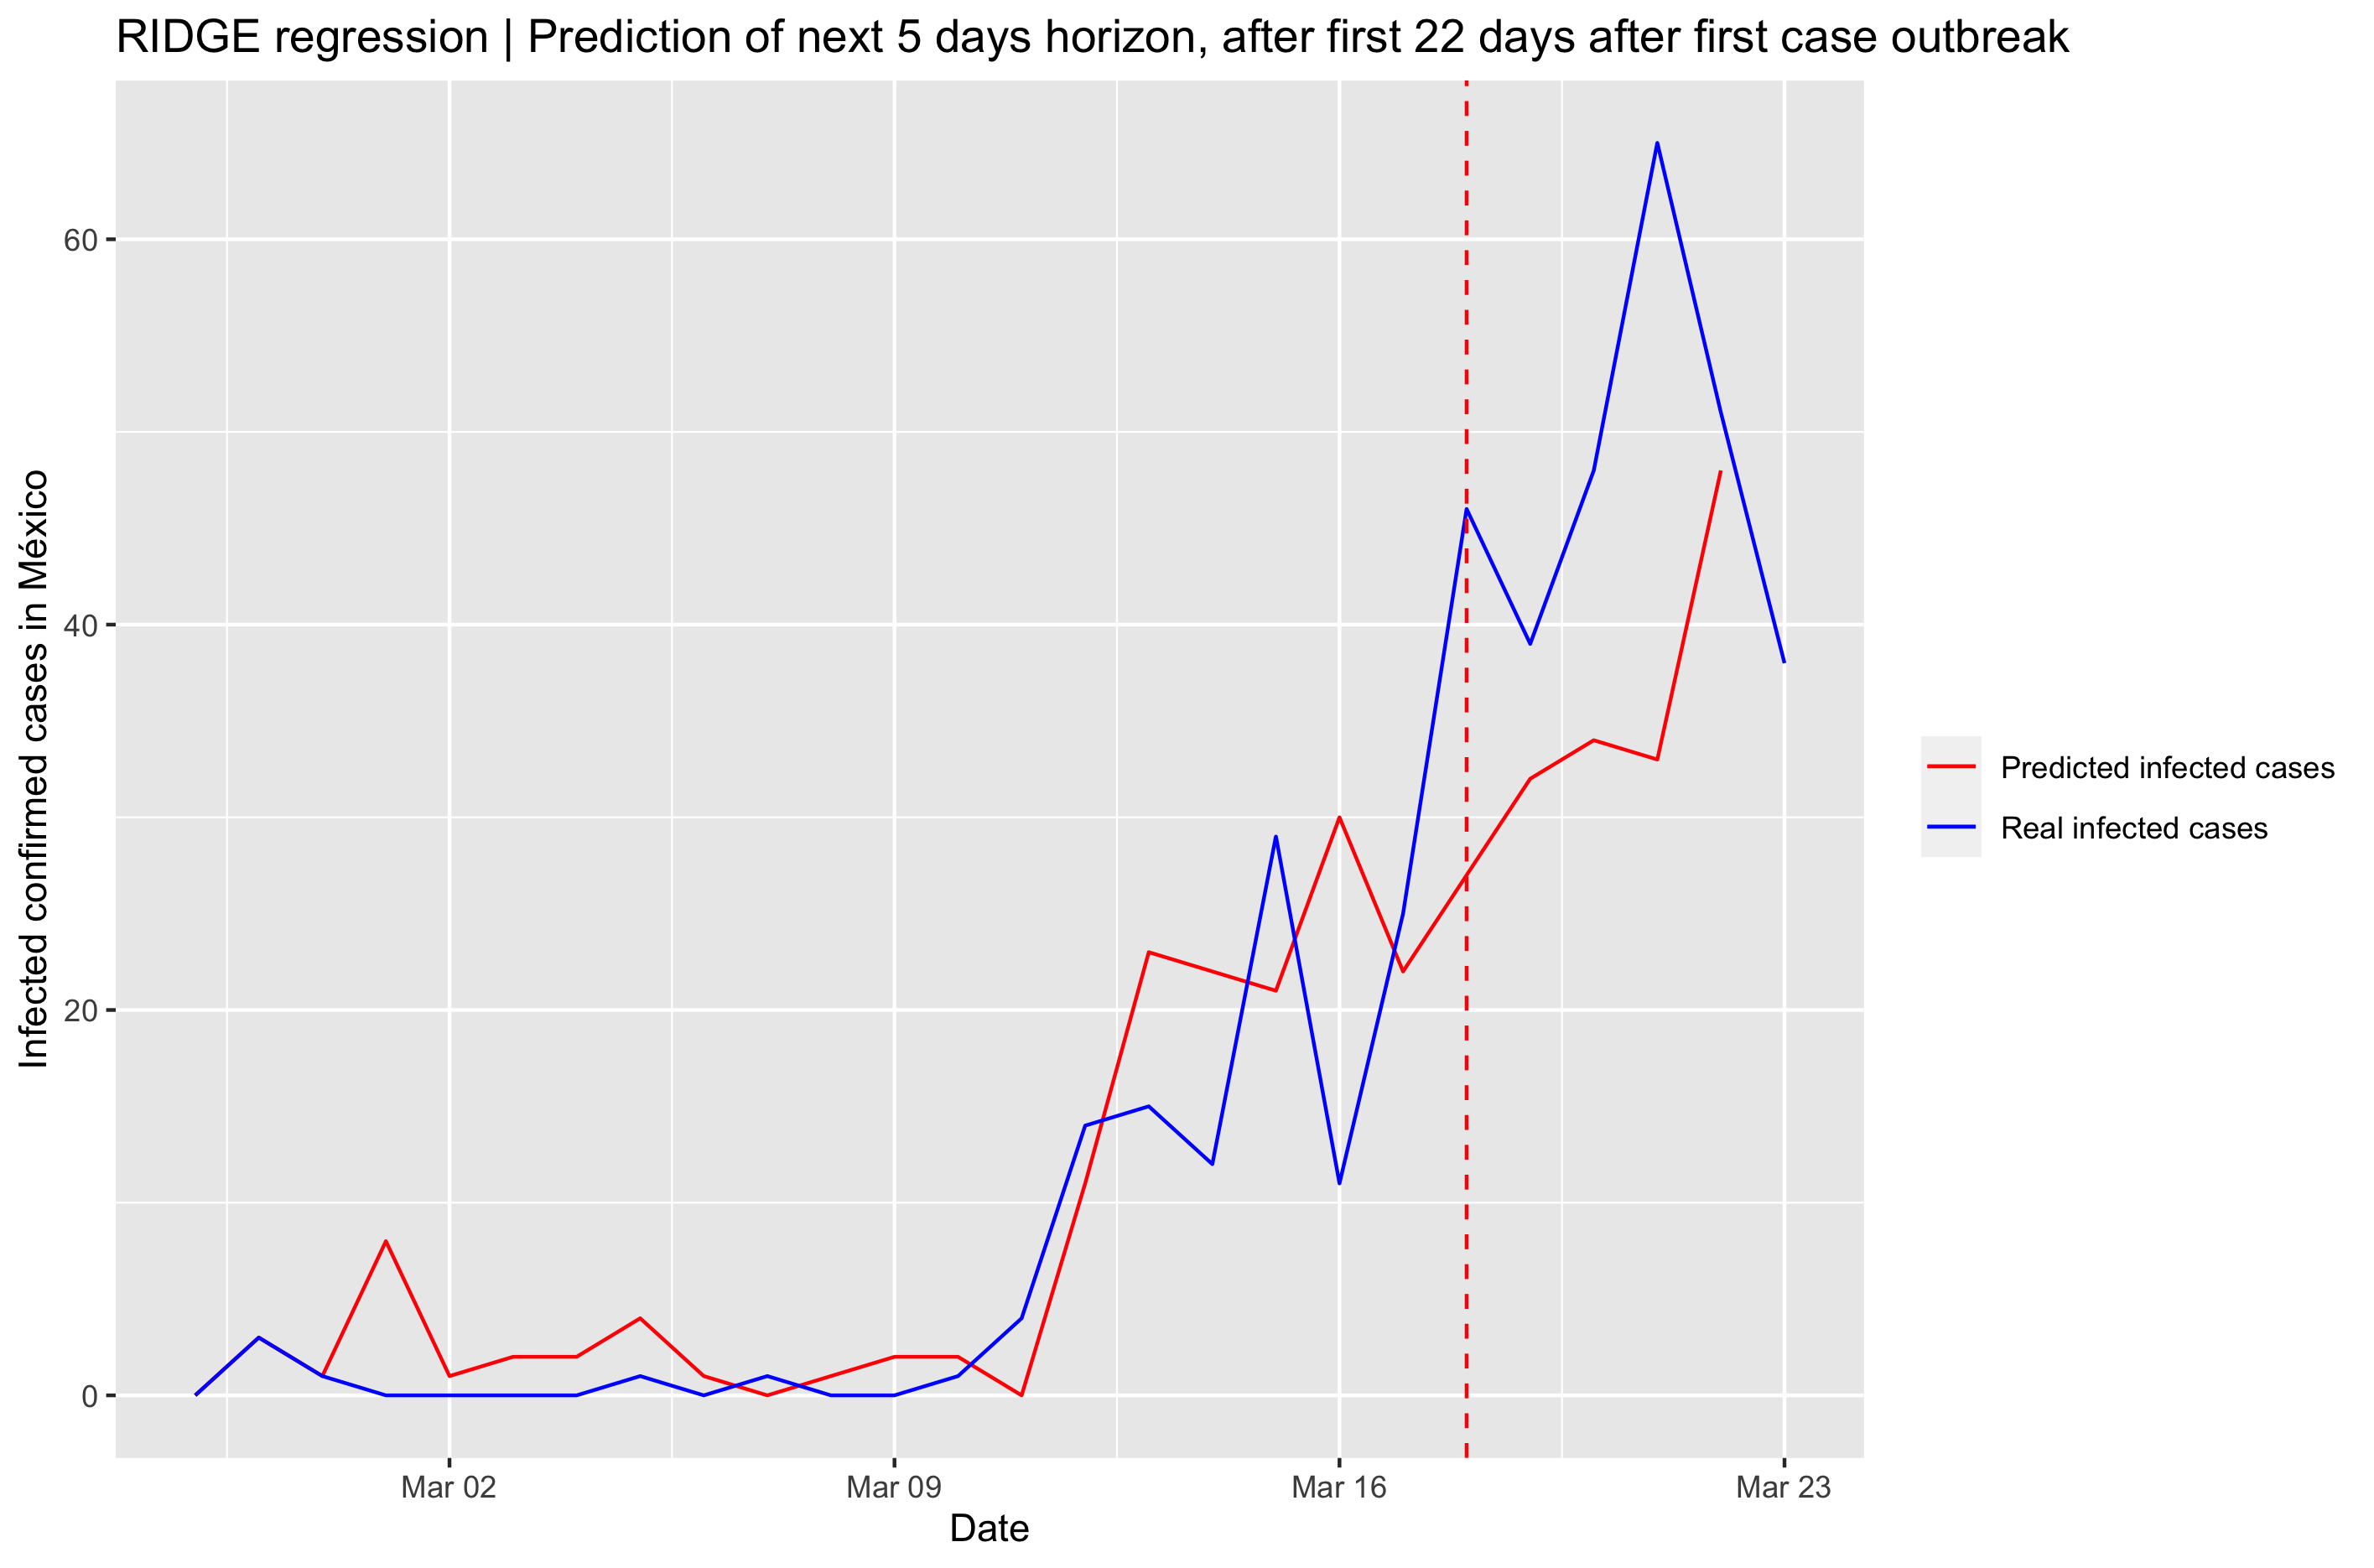 RIDGE regression | Prediction of next 5 days horizon, after first 22 days after first case outbreak
Infected confirmed cases in México
60
40
20
0
Mar 02
Mar 09
Mar 16
Mar 23
Date
Predicted infected cases
Real infected cases